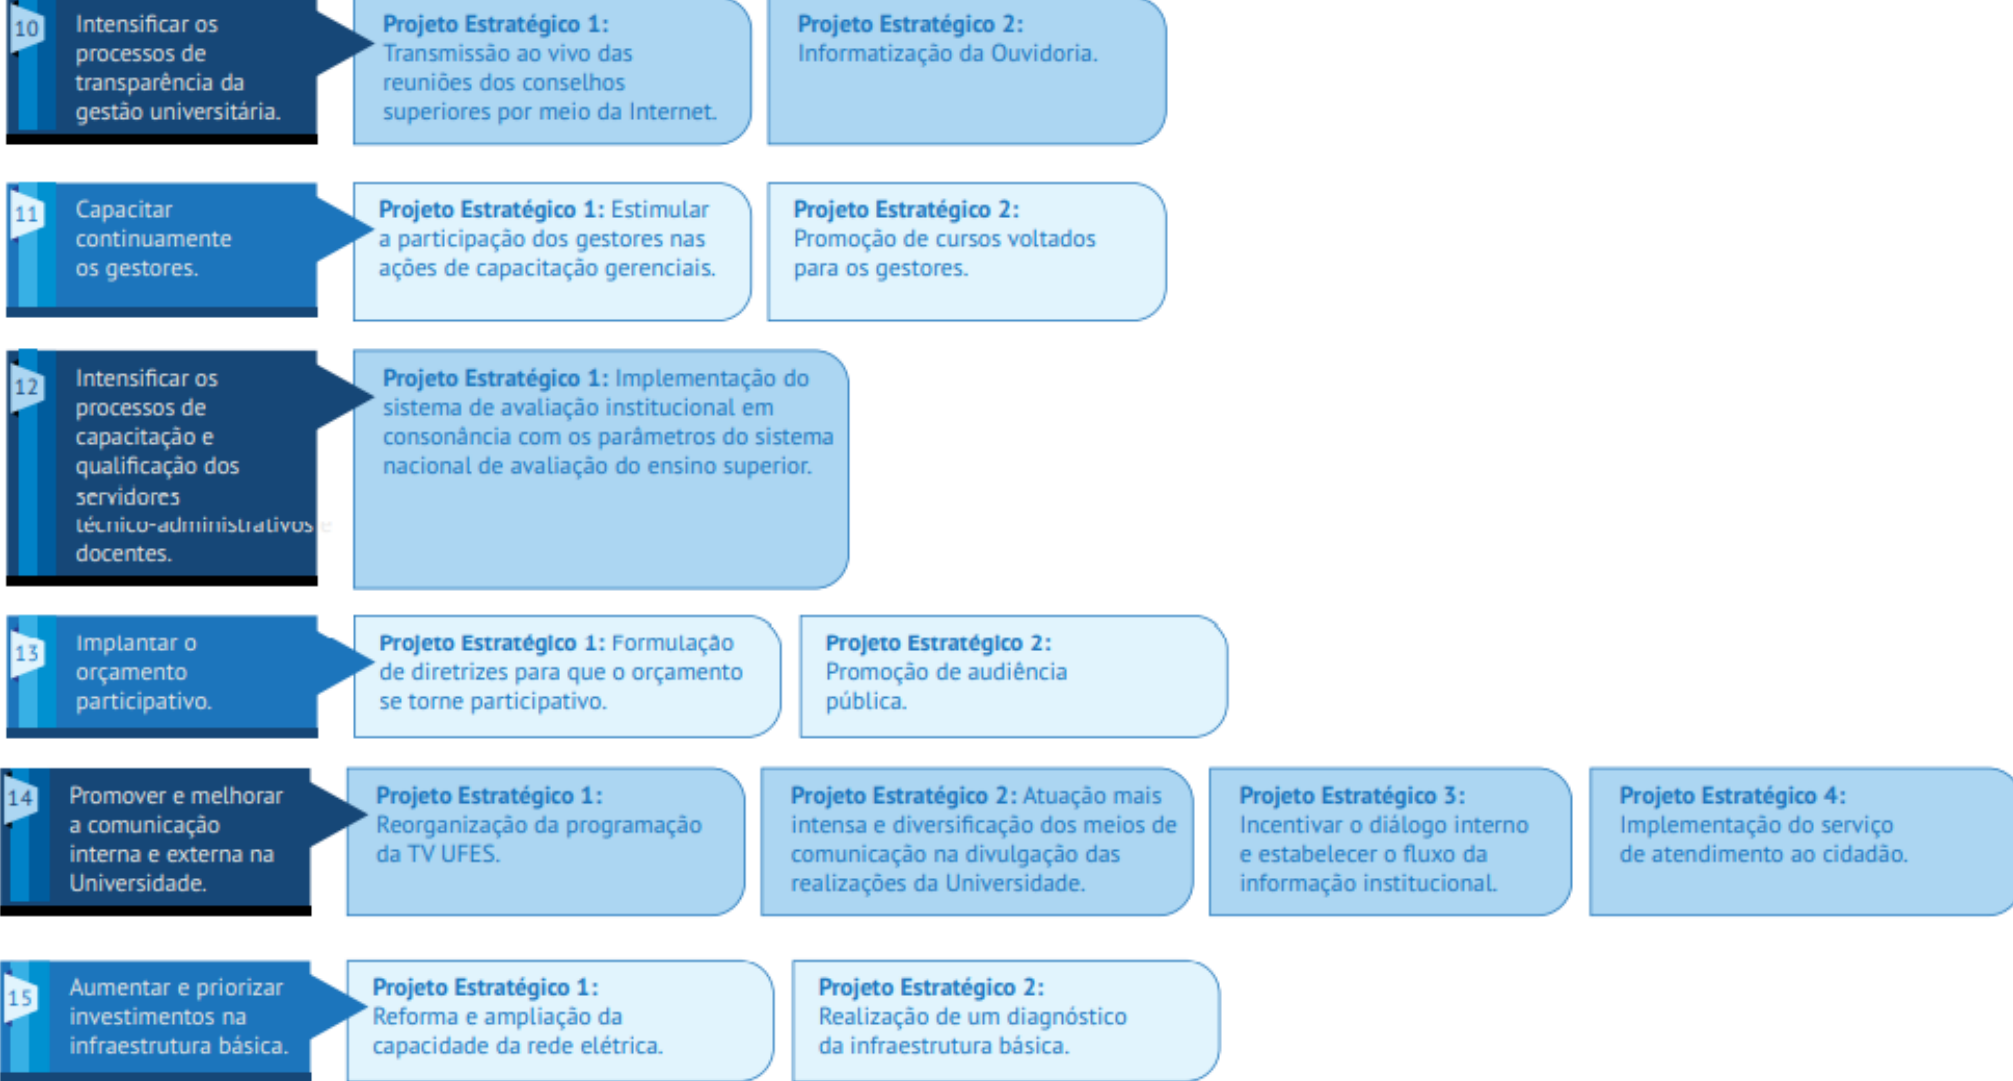 10
Intensificar os
processos de
transparência da
gestão universitária.
Projeto Estratégico 1:
Transmissão ao vivo das
reuniões dos conselhos
superiores por meio da Internet.
Projeto Estratégico 2:
Informatização da Ouvidoria.
11
Capacitar
continuamente
os gestores.
Projeto Estratégico 1: Estimular
a participação dos gestores nas
ações de capacitação gerenciais.
Projeto Estratégico 2:
Promoção de cursos voltados
para os gestores.
12
Intensificar os
processos de
capacitação e
qualificação dos
servidores
técnico-administrativos e
docentes.
Projeto Estratégico 1: Implementação do
sistema de avaliação institucional em
consonância com os parâmetros do sistema
nacional de avaliação do ensino superior.
13
Implantar o
orçamento
participativo.
Projeto Estratégico 1: Formulação
de diretrizes para que o orçamento
se torne participativo.
Projeto Estratégico 2:
Promoção de audiência
pública.
14
Promover e melhorar
a comunicação
interna e externa na
Universidade.
Projeto Estratégico 1:
Reorganização da programação
da TV UFES.
Projeto Estratégico 2: Atuação mais
intensa e diversificação dos meios de
comunicação na divulgação das
realizações da Universidade.
Projeto Estratégico 3:
Incentivar o diálogo interno
e estabelecer o fluxo da
informação institucional.
Projeto Estratégico 4:
Implementação do serviço
de atendimento ao cidadão.
15
Aumentar e priorizar
investimentos na
infraestrutura básica.
Projeto Estratégico 1:
Reforma e ampliação da
capacidade da rede elétrica.
Projeto Estratégico 2:
Realização de um diagnóstico
da infraestrutura básica.